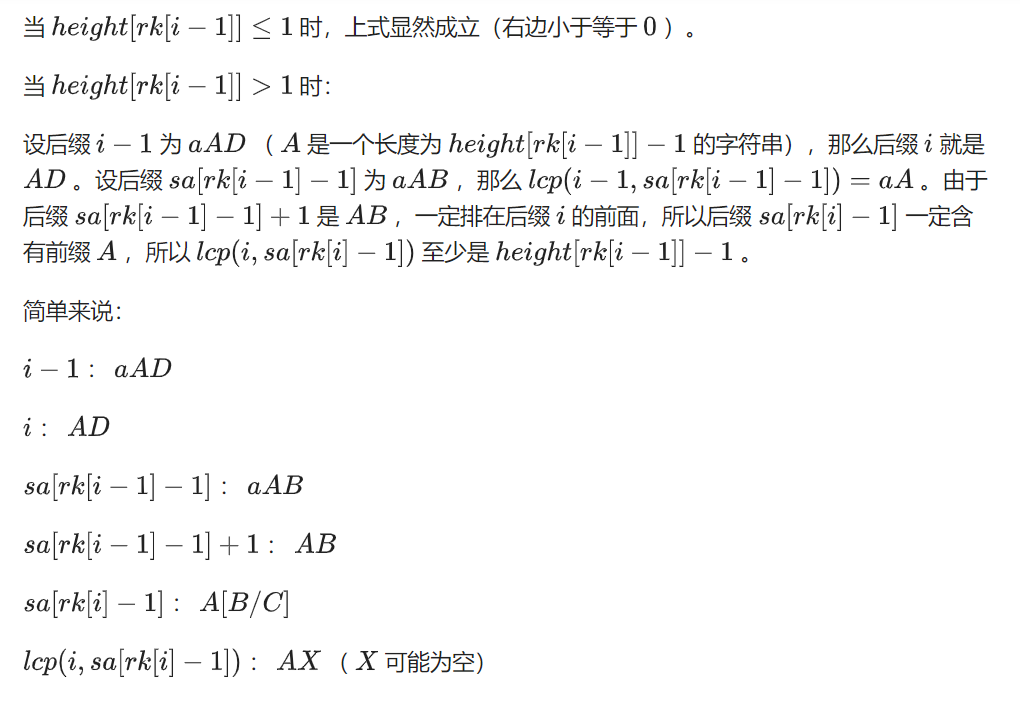 当 height[rk[i − 1]] ≤ 1 时，上式显然成立（右边小于等于 0 ）。
当 height[rk[i − 1]] > 1 时：
设后缀 i − 1 为 aAD （ A 是一个长度为 height[rk[i − 1]] − 1 的字符串），那么后缀 i 就是
AD 。设后缀 sa[rk[i − 1] − 1] 为 aAB ，那么 lcp(i − 1, sa[rk[i − 1] − 1]) = aA 。由于
后缀 sa[rk[i − 1] − 1] + 1 是 AB ，一定排在后缀 i 的前面，所以后缀 sa[rk[i] − 1] 一定含
有前缀 A ，所以 lcp(i, sa[rk[i] − 1]) 至少是 height[rk[i − 1]] − 1 。
简单来说：
i − 1 : aAD
i : AD
sa[rk[i − 1] − 1] : aAB
sa[rk[i − 1] − 1] + 1 : AB
sa[rk[i] − 1] : A[B/C]
lcp(i, sa[rk[i] − 1]) : AX （ X 可能为空）